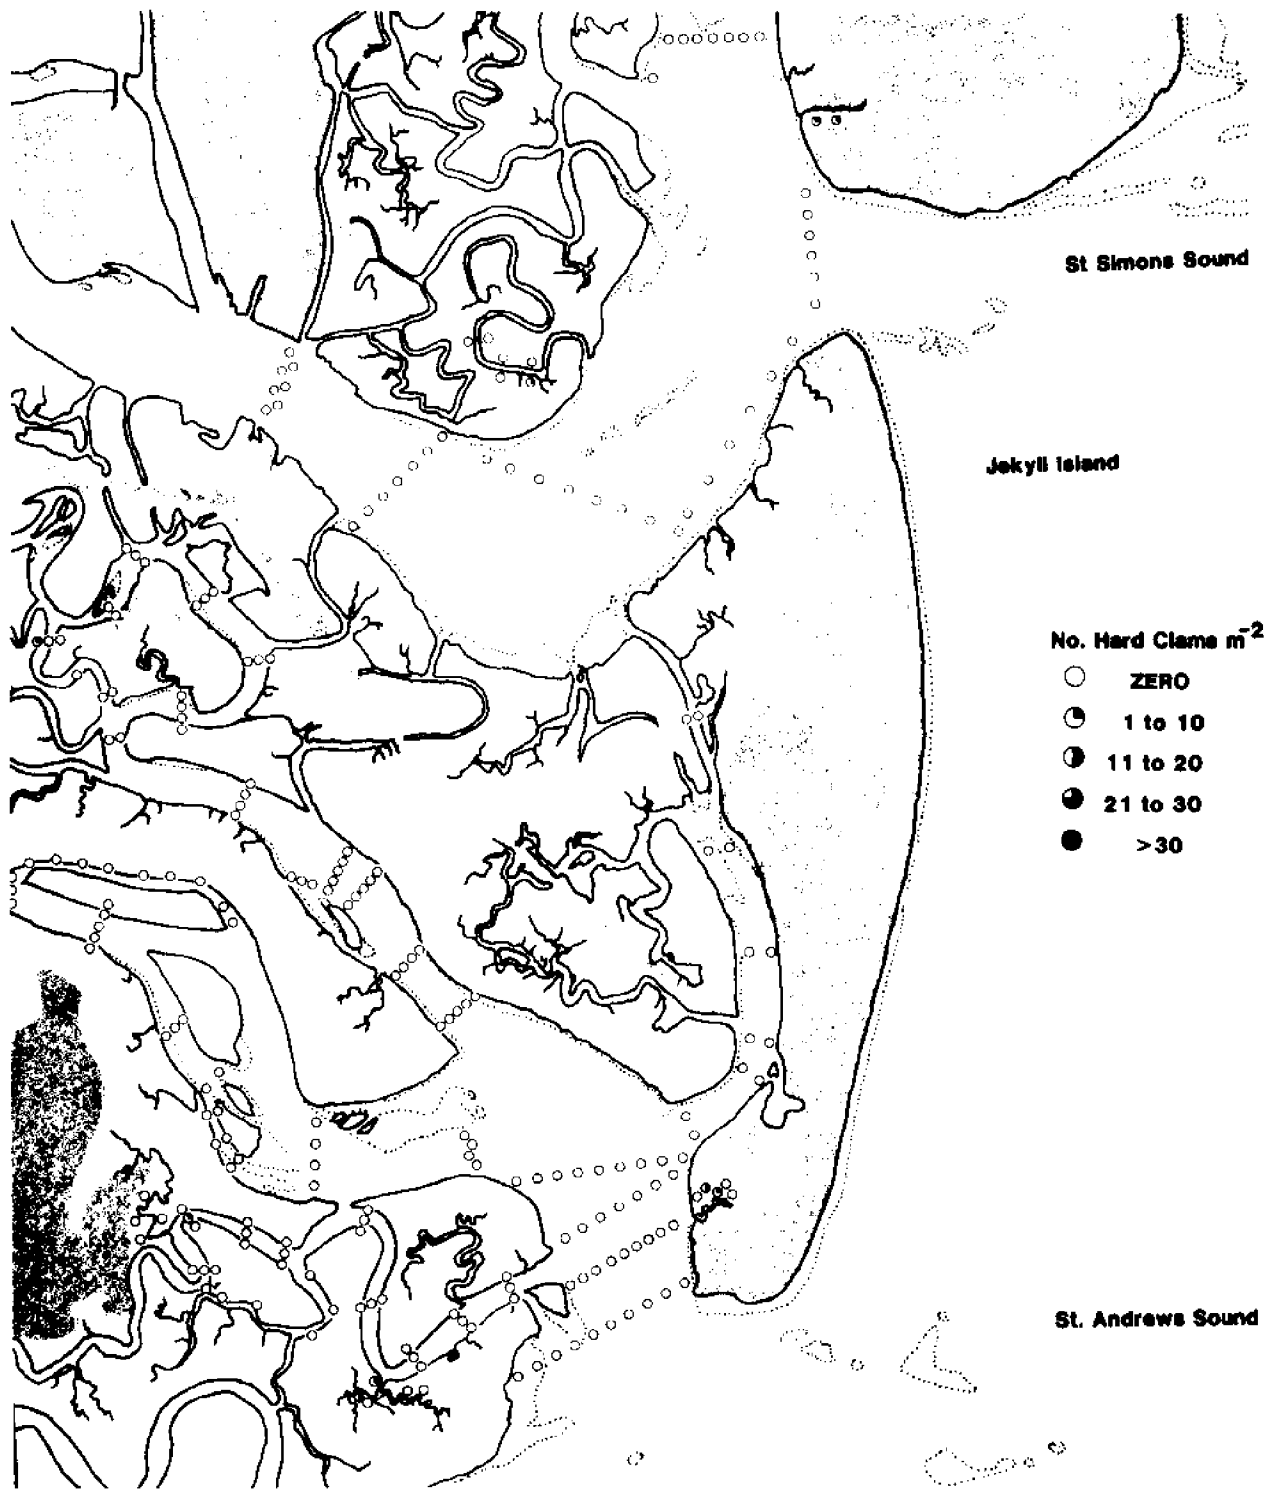 St Simons Sound
Jekyll Island
No. Hard Clams m⁻²
ZERO
1 to 10
11 to 20
21 to 30
>30
St. Andrews Sound